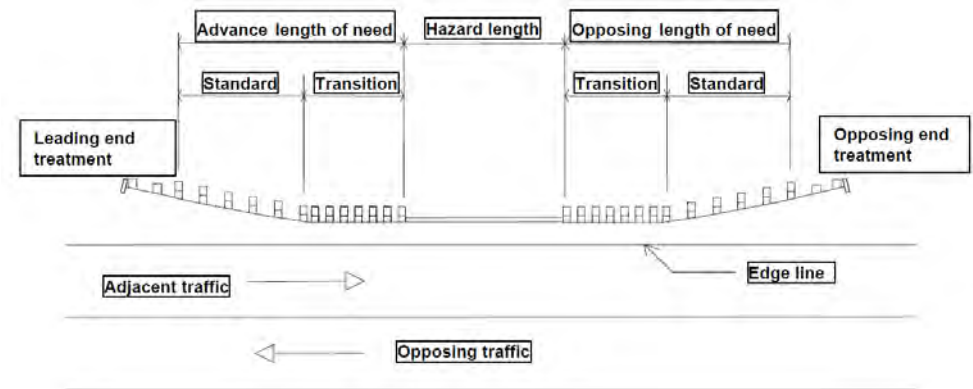 Advance length of need
Hazard length
Opposing length of need
Standard
Transition
Transition
Standard
Leading end
treatment
Opposing end
treatment
Edge line
Adjacent traffic
Opposing traffic